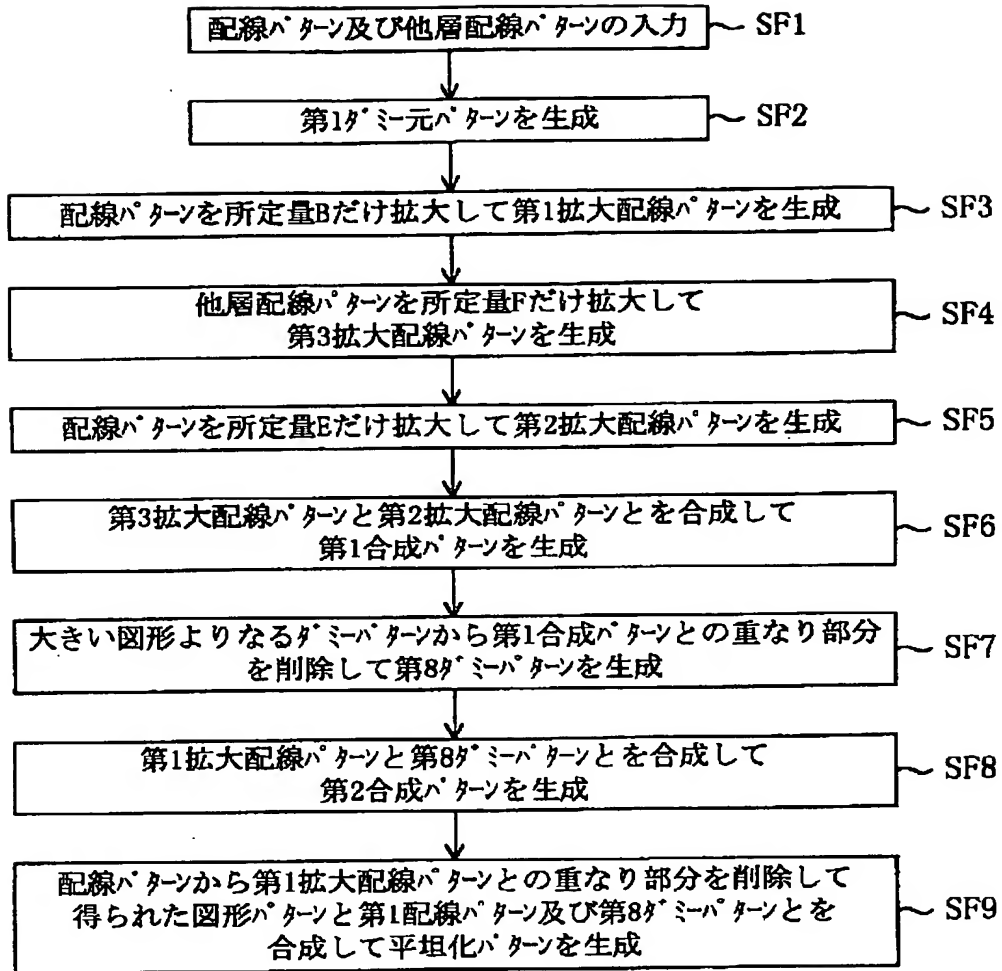 配線パターン及び他層配線パターンの入力
SF1
第1ダミー元パターンを生成
SF2
配線パターンを所定量Bだけ拡大して第1拡大配線パターンを生成
SF3
他層配線パターンを所定量Fだけ拡大して
第3拡大配線パターンを生成
SF4
配線パターンを所定量Eだけ拡大して第2拡大配線パターンを生成
SF5
第3拡大配線パターンと第2拡大配線パターンとを合成して
第1合成パターンを生成
SF6
大きい図形よりなるダミーパターンから第1合成パターンとの重なり部分
を削除して第8ダミーパターンを生成
SF7
第1拡大配線パターンと第8ダミーパターンとを合成して
第2合成パターンを生成
SF8
配線パターンから第1拡大配線パターンとの重なり部分を削除して
得られた図形パターンと第1配線パターン及び第8ダミーパターンとを
合成して平坦化パターンを生成
SF9